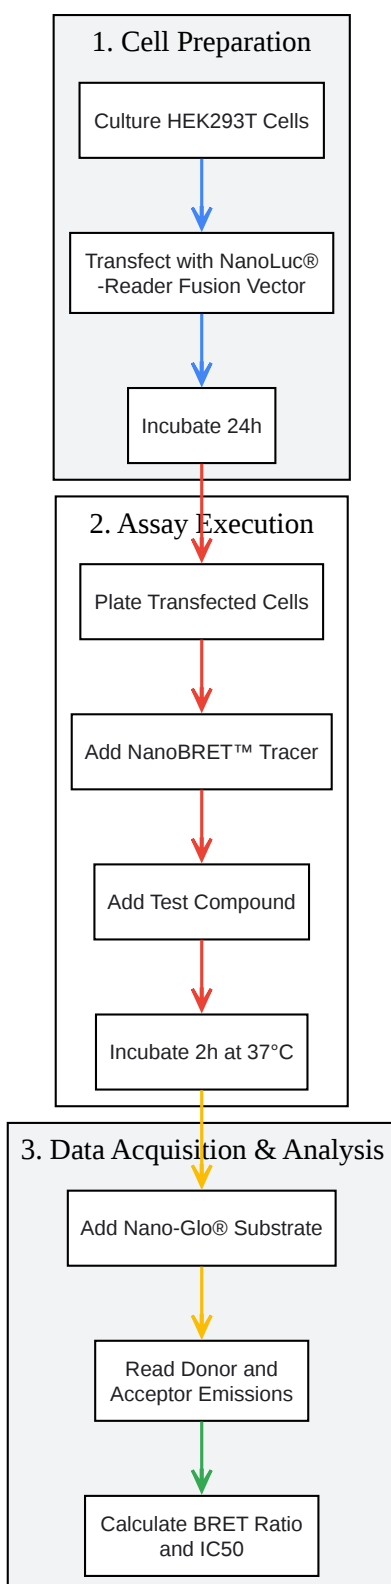 1. Cell Preparation
Culture HEK293T Cells
Transfect with NanoLuc®
-Reader Fusion Vector
Incubate 24h
2. Assay Execution
Plate Transfected Cells
Add NanoBRET™ Tracer
Add Test Compound
Incubate 2h at 37°C
3. Data Acquisition & Analysis
Add Nano-Glo® Substrate
Read Donor and
Acceptor Emissions
Calculate BRET Ratio
and IC50